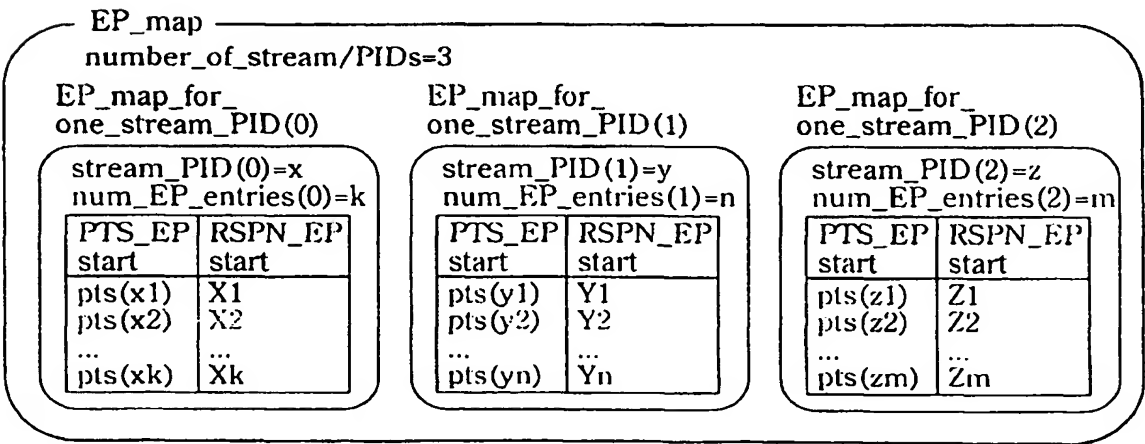 EP_map
number_of_stream/PIDs=3
EP_map_for_
one_stream_PID(0)
stream_PID(0)=x
num_EP_entries(0)=k
PTS_EP RSPN_EP
start start
pts(x1) X1
pts(x2) X2
... ...
pts(xk) Xk
EP_map_for_
one_stream_PID(1)
stream_PID(1)=y
num_EP_entries(1)=n
PTS_EP RSPN_EP
start start
pts(y1) Y1
pts(y2) Y2
... ...
pts(yn) Yn
EP_map_for_
one_stream_PID(2)
stream_PID(2)=z
num_EP_entries(2)=m
PTS_EP RSPN_EP
start start
pts(z1) Z1
pts(z2) Z2
... ...
pts(zm) Zm